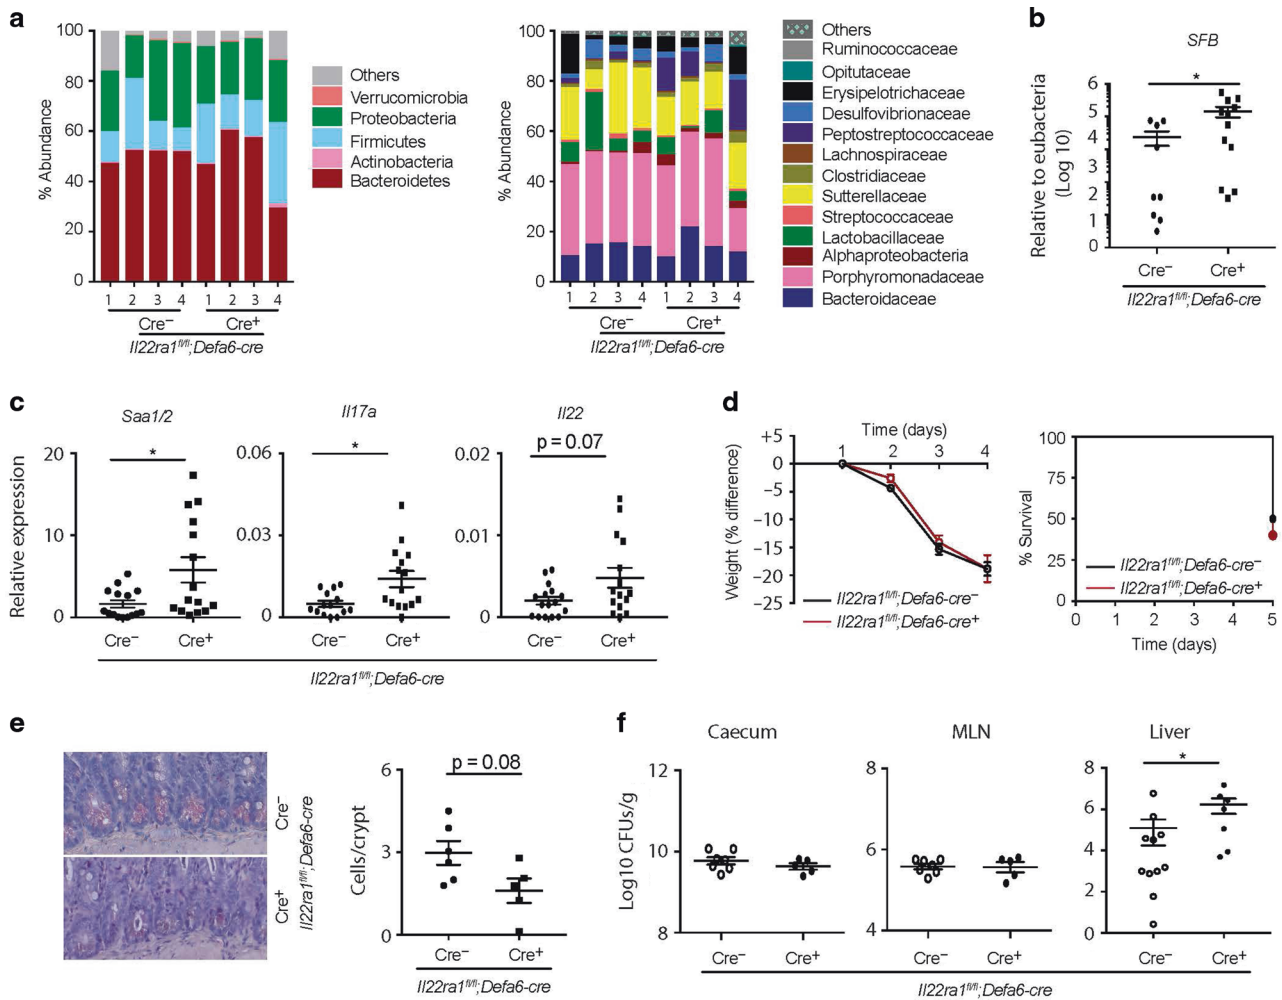 a
% Abundance
100
80
60
40
20
0
1 2 3 4 1 2 3 4
Cre– Cre+
Il22ra1fl/fl;Defa6-cre
Others
Verrucomicrobia
Proteobacteria
Firmicutes
Actinobacteria
Bacteroidetes
% Abundance
100
80
60
40
20
0
1 2 3 4 1 2 3 4
Cre– Cre+
Il22ra1fl/fl;Defa6-cre
Others
Ruminococcaceae
Opitutaceae
Erysipelotrichaceae
Desulfovibrionaceae
Peptostreptococcaceae
Lachnospiraceae
Clostridiaceae
Sutterellaceae
Streptococcaceae
Lactobacillaceae
Alphaproteobacteria
Porphyromonadaceae
Bacteroidaceae
b
SFB
*
Relative to eubacteria
(Log 10)
6
5
4
3
2
1
0
Cre– Cre+
Il22ra1fl/fl;Defa6-cre
c
Relative expression
Saa1/2
*
20
10
0
Cre– Cre+
Il17a
*
0.06
0.03
0
Cre– Cre+
Il22
p = 0.07
0.02
0.01
0
Cre– Cre+
Il22ra1fl/fl;Defa6-cre
d
Time (days)
1 2 3 4
Weight (% difference)
+5
0
–5
–10
–15
–20
–25
Il22ra1fl/fl;Defa6-cre–
Il22ra1fl/fl;Defa6-cre+
% Survival
100
75
50
25
0
Il22ra1fl/fl;Defa6-cre–
Il22ra1fl/fl;Defa6-cre+
0 1 2 3 4 5
Time (days)
e
Cre–
Cre+
Il22ra1fl/fl;Defa6-cre
Cells/crypt
p = 0.08
6
3
0
Cre– Cre+
Il22ra1fl/fl;Defa6-cre
f
Log10 CFUs/g
Caecum
12
10
8
Cre– Cre+
MLN
8
6
4
Cre– Cre+
Liver
*
8
6
4
2
0
Cre– Cre+
Il22ra1fl/fl;Defa6-cre